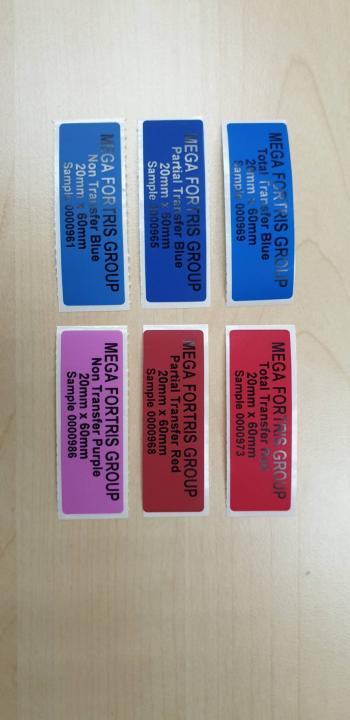 MEGA FORTRIS GROUP
Non Transfer Blue
20mm x 60mm
Sample 0000961
MEGA FORTRIS GROUP
Partial Transfer Blue
20mm x 60mm
Sample 0000965
MEGA FORTRIS GROUP
Total Transfer Blue
20mm x 60mm
Sample 0000969
MEGA FORTRIS GROUP
Non Transfer Purple
20mm x 60mm
Sample 0000986
MEGA FORTRIS GROUP
Partial Transfer Red
20mm x 60mm
Sample 0000968
MEGA FORTRIS GROUP
Total Transfer Red
20mm x 60mm
Sample 0000973